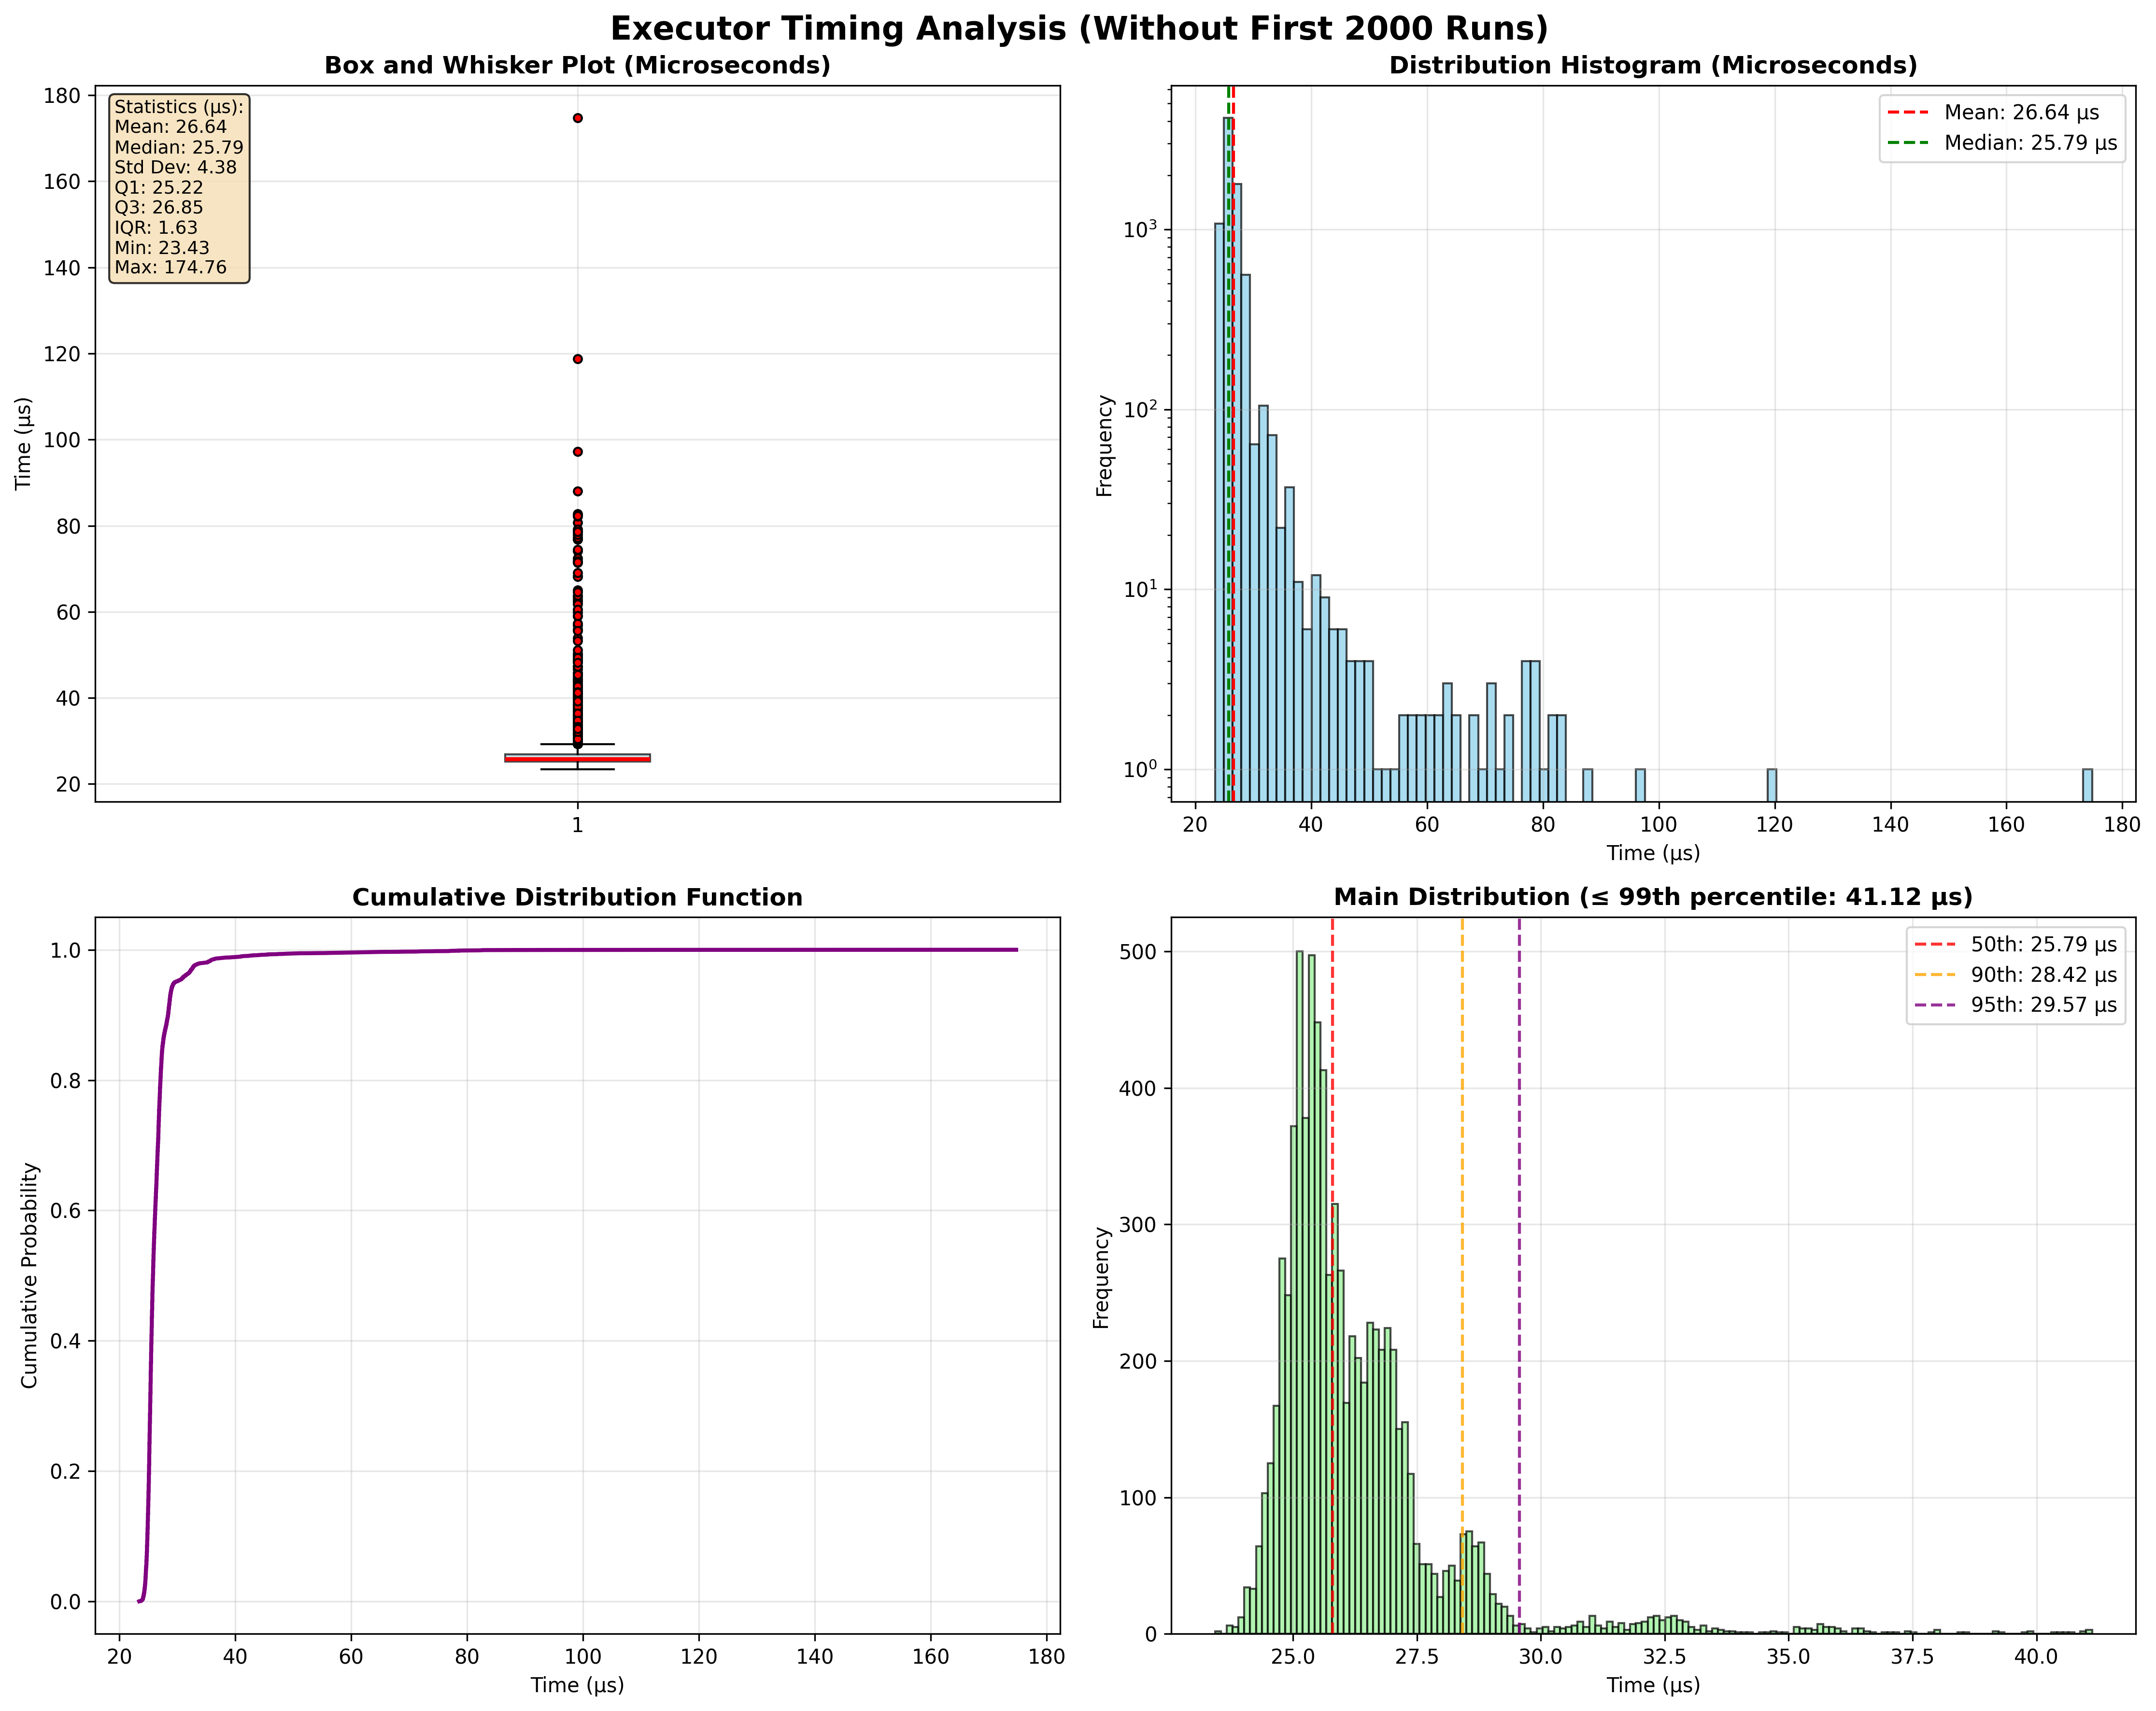 Executor Timing Analysis (Without First 2000 Runs)
Box and Whisker Plot (Microseconds)
Statistics (µs):
Mean: 26.64
Median: 25.79
Std Dev: 4.38
Q1: 25.22
Q3: 26.85
IQR: 1.63
Min: 23.43
Max: 174.76
Time (µs)
180
160
140
120
100
80
60
40
20
1
Distribution Histogram (Microseconds)
Mean: 26.64 µs
Median: 25.79 µs
Frequency
10³
10²
10¹
10⁰
20 40 60 80 100 120 140 160 180
Time (µs)
Cumulative Distribution Function
Cumulative Probability
1.0
0.8
0.6
0.4
0.2
0.0
20 40 60 80 100 120 140 160 180
Time (µs)
Main Distribution (≤ 99th percentile: 41.12 µs)
50th: 25.79 µs
90th: 28.42 µs
95th: 29.57 µs
Frequency
500
400
300
200
100
0
25.0 27.5 30.0 32.5 35.0 37.5 40.0
Time (µs)